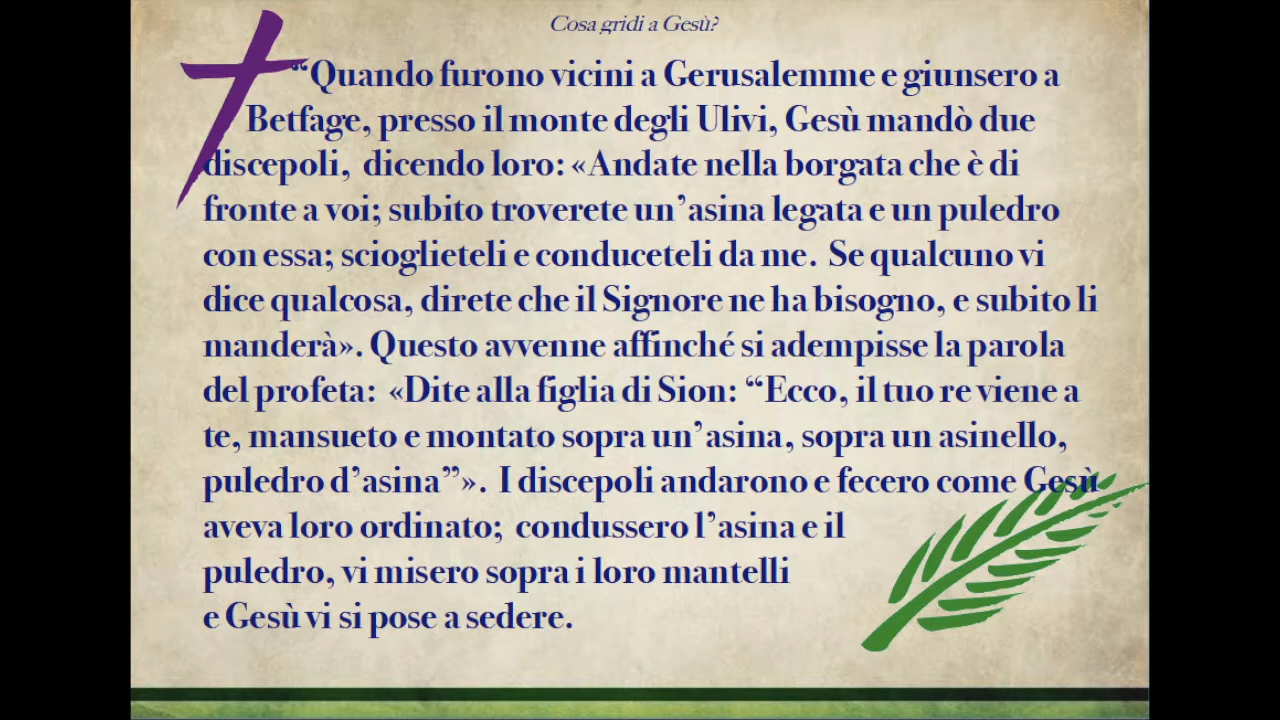 Cosa gridi a Gesù?
“Quando furono vicini a Gerusalemme e giunsero a
Betfage, presso il monte degli Ulivi, Gesù mandò due
discepoli, dicendo loro: «Andate nella borgata che è di
fronte a voi; subito troverete un’asina legata e un puledro
con essa; scioglieteli e conduceteli da me. Se qualcuno vi
dice qualcosa, direte che il Signore ne ha bisogno, e subito li
manderà». Questo avvenne affinché si adempisse la parola
del profeta: «Dite alla figlia di Sion: “Ecco, il tuo re viene a
te, mansueto e montato sopra un’asina, sopra un asinello,
puledro d’asina”». I discepoli andarono e fecero come Gesù
aveva loro ordinato; condussero l’asina e il
puledro, vi misero sopra i loro mantelli
e Gesù vi si pose a sedere.